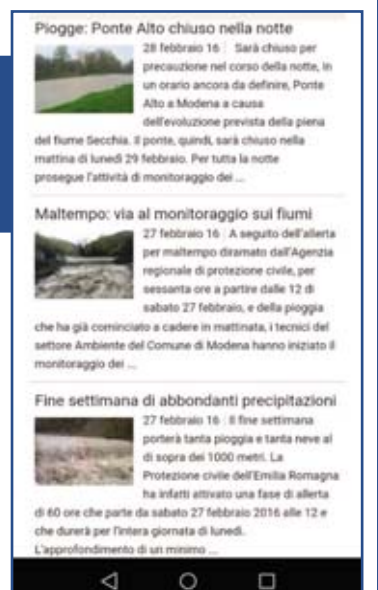 Piogge: Ponte Alto chiuso nella notte
28 febbraio 16 | Sarà chiuso per
precauzione nel corso della notte, in
un orario ancora da definire, Ponte
Alto a Modena a causa
dell'evoluzione prevista della piena
del fiume Secchia. Il ponte, quindi, sarà chiuso nella
mattina di lunedì 29 febbraio. Per tutta la notte
prosegue l'attività di monitoraggio dei ...
Maltempo: via al monitoraggio sui fiumi
27 febbraio 16 | A seguito dell'allerta
per maltempo diramato dall'Agenzia
regionale di protezione civile, per
sessanta ore a partire dalle 12 di
sabato 27 febbraio, e della pioggia
che ha già cominciato a cadere in mattinata, i tecnici del
settore Ambiente del Comune di Modena hanno iniziato il
monitoraggio dei ...
Fine settimana di abbondanti precipitazioni
27 febbraio 16 | Il fine settimana
porterà tanta pioggia e tanta neve al
di sopra dei 1000 metri. La
Protezione civile dell'Emilia Romagna
ha infatti attivato una fase di allerta
di 60 ore che parte da sabato 27 febbraio 2016 alle 12 e
che durerà per l'intera giornata di lunedì.
L'approfondimento di un minimo ...